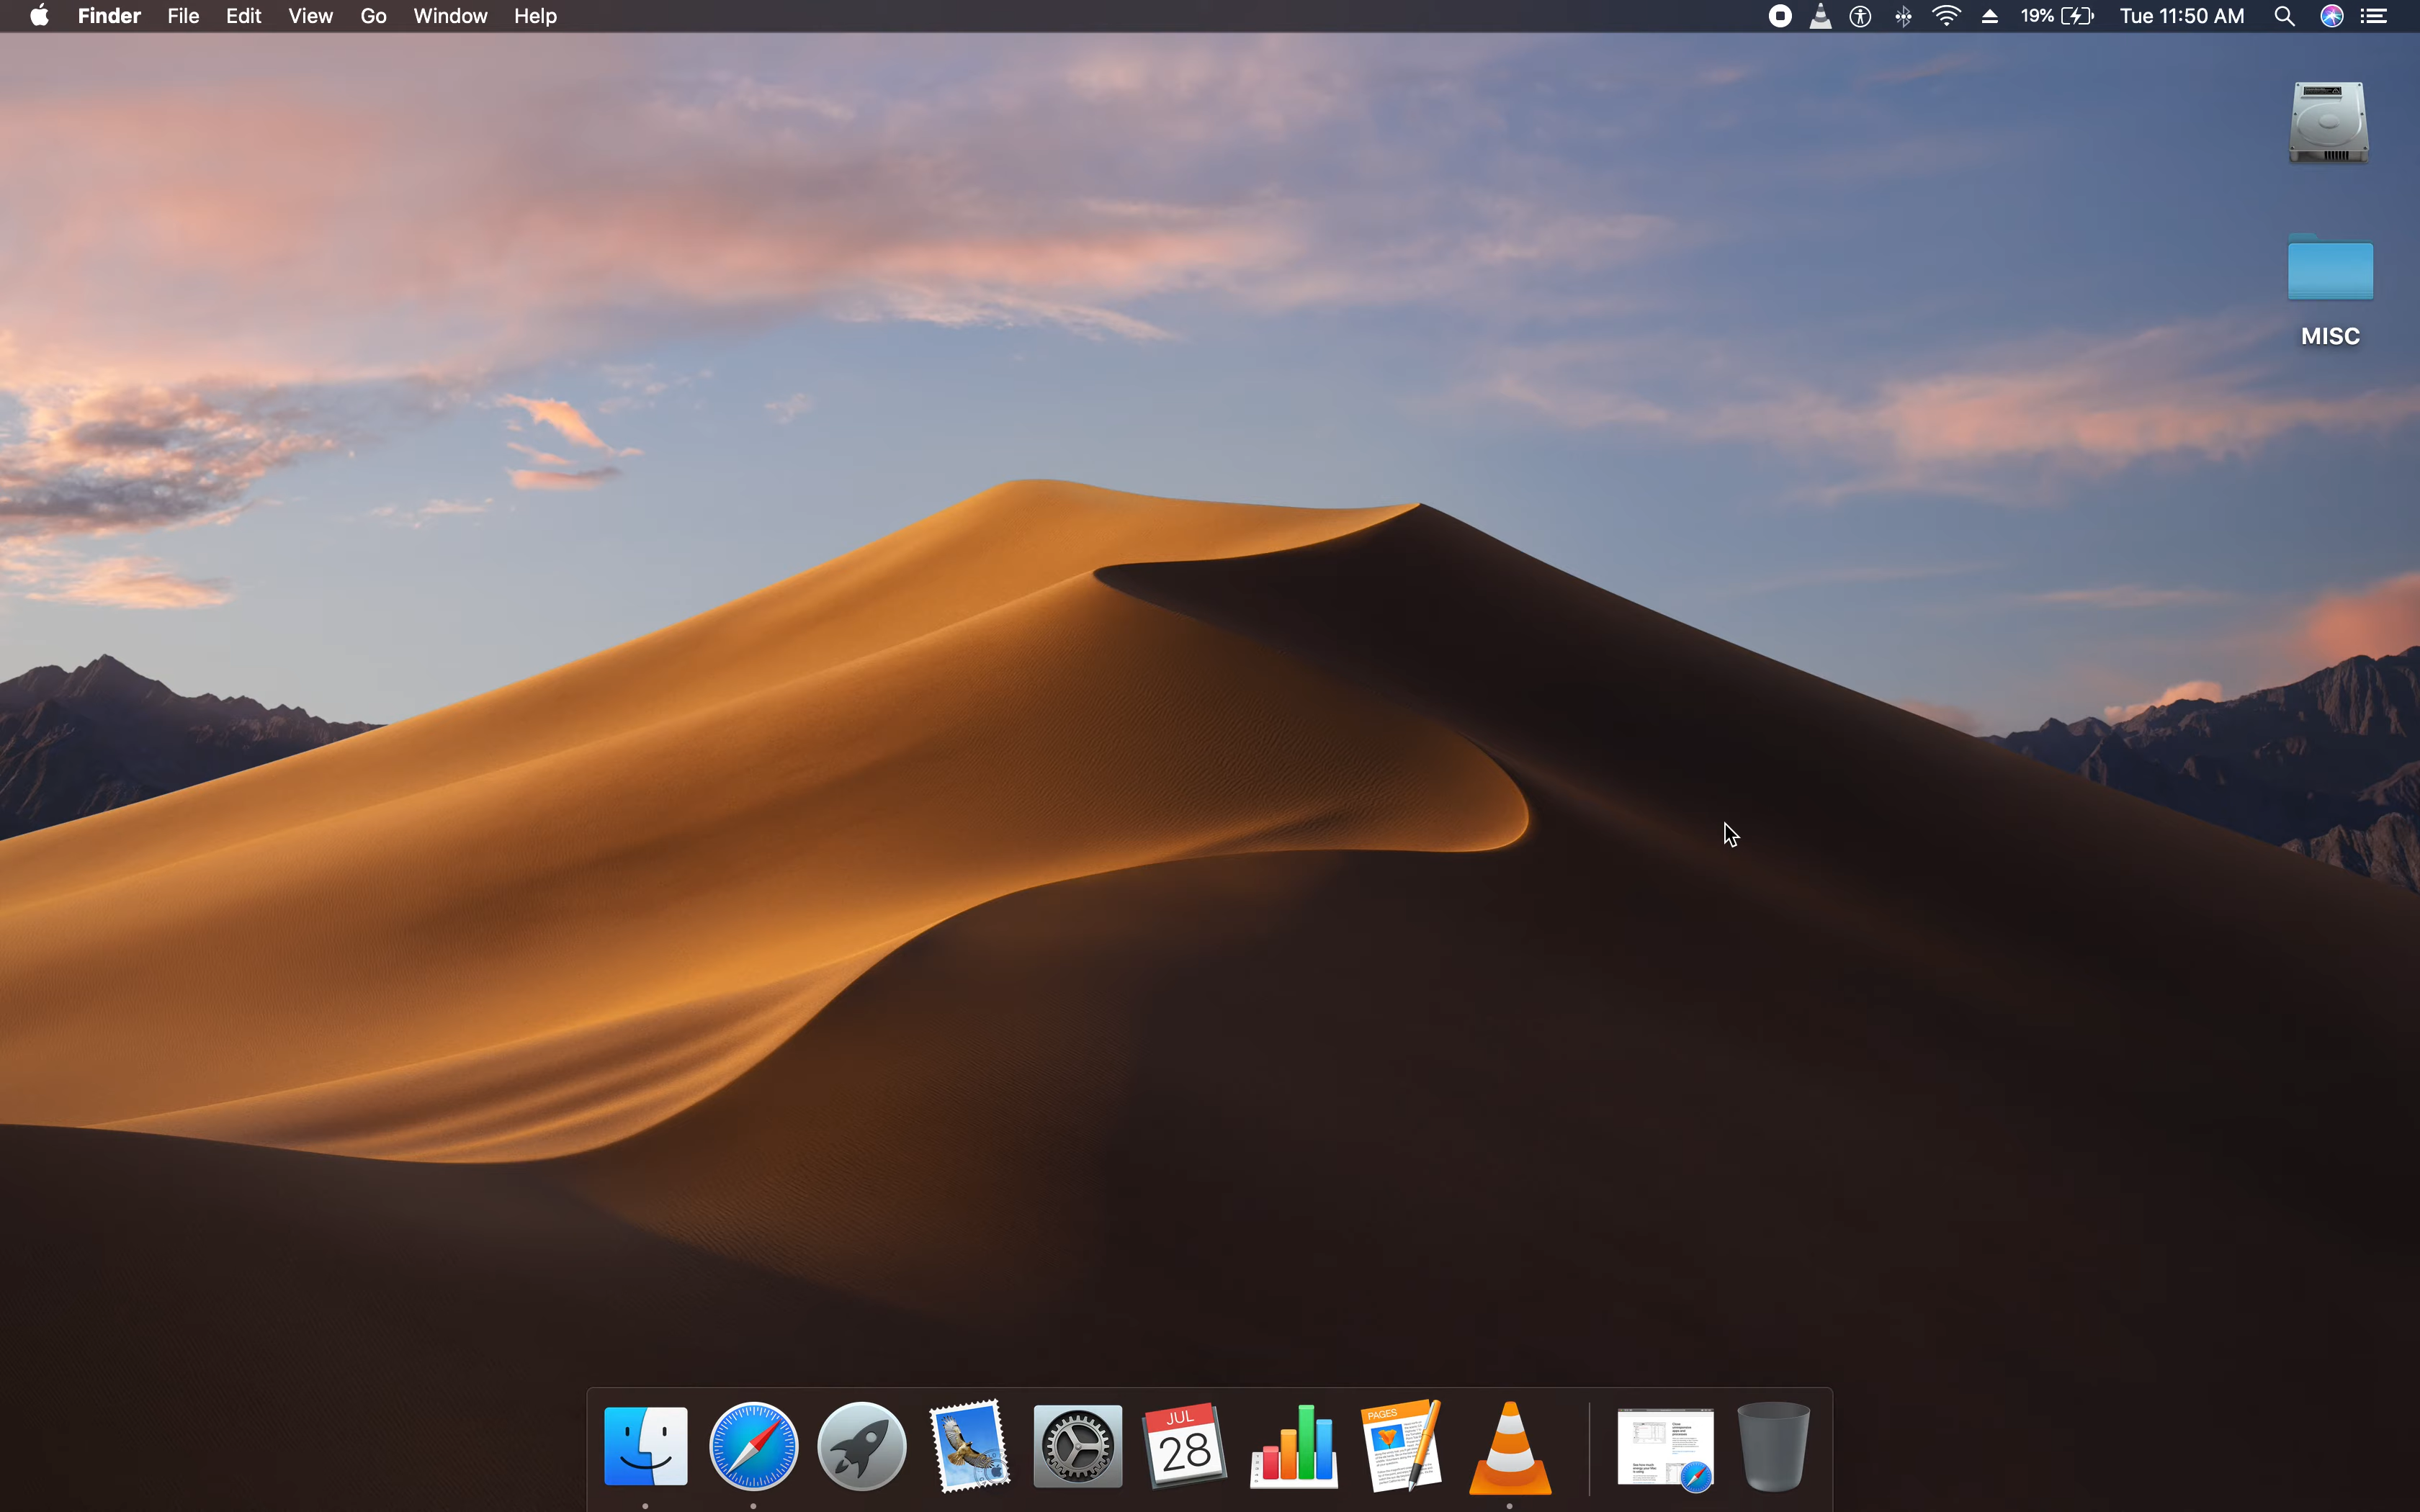 Finder File Edit View Go Window Help 19% Tue 11:50 AM
MISC
JUL
28
PAGES